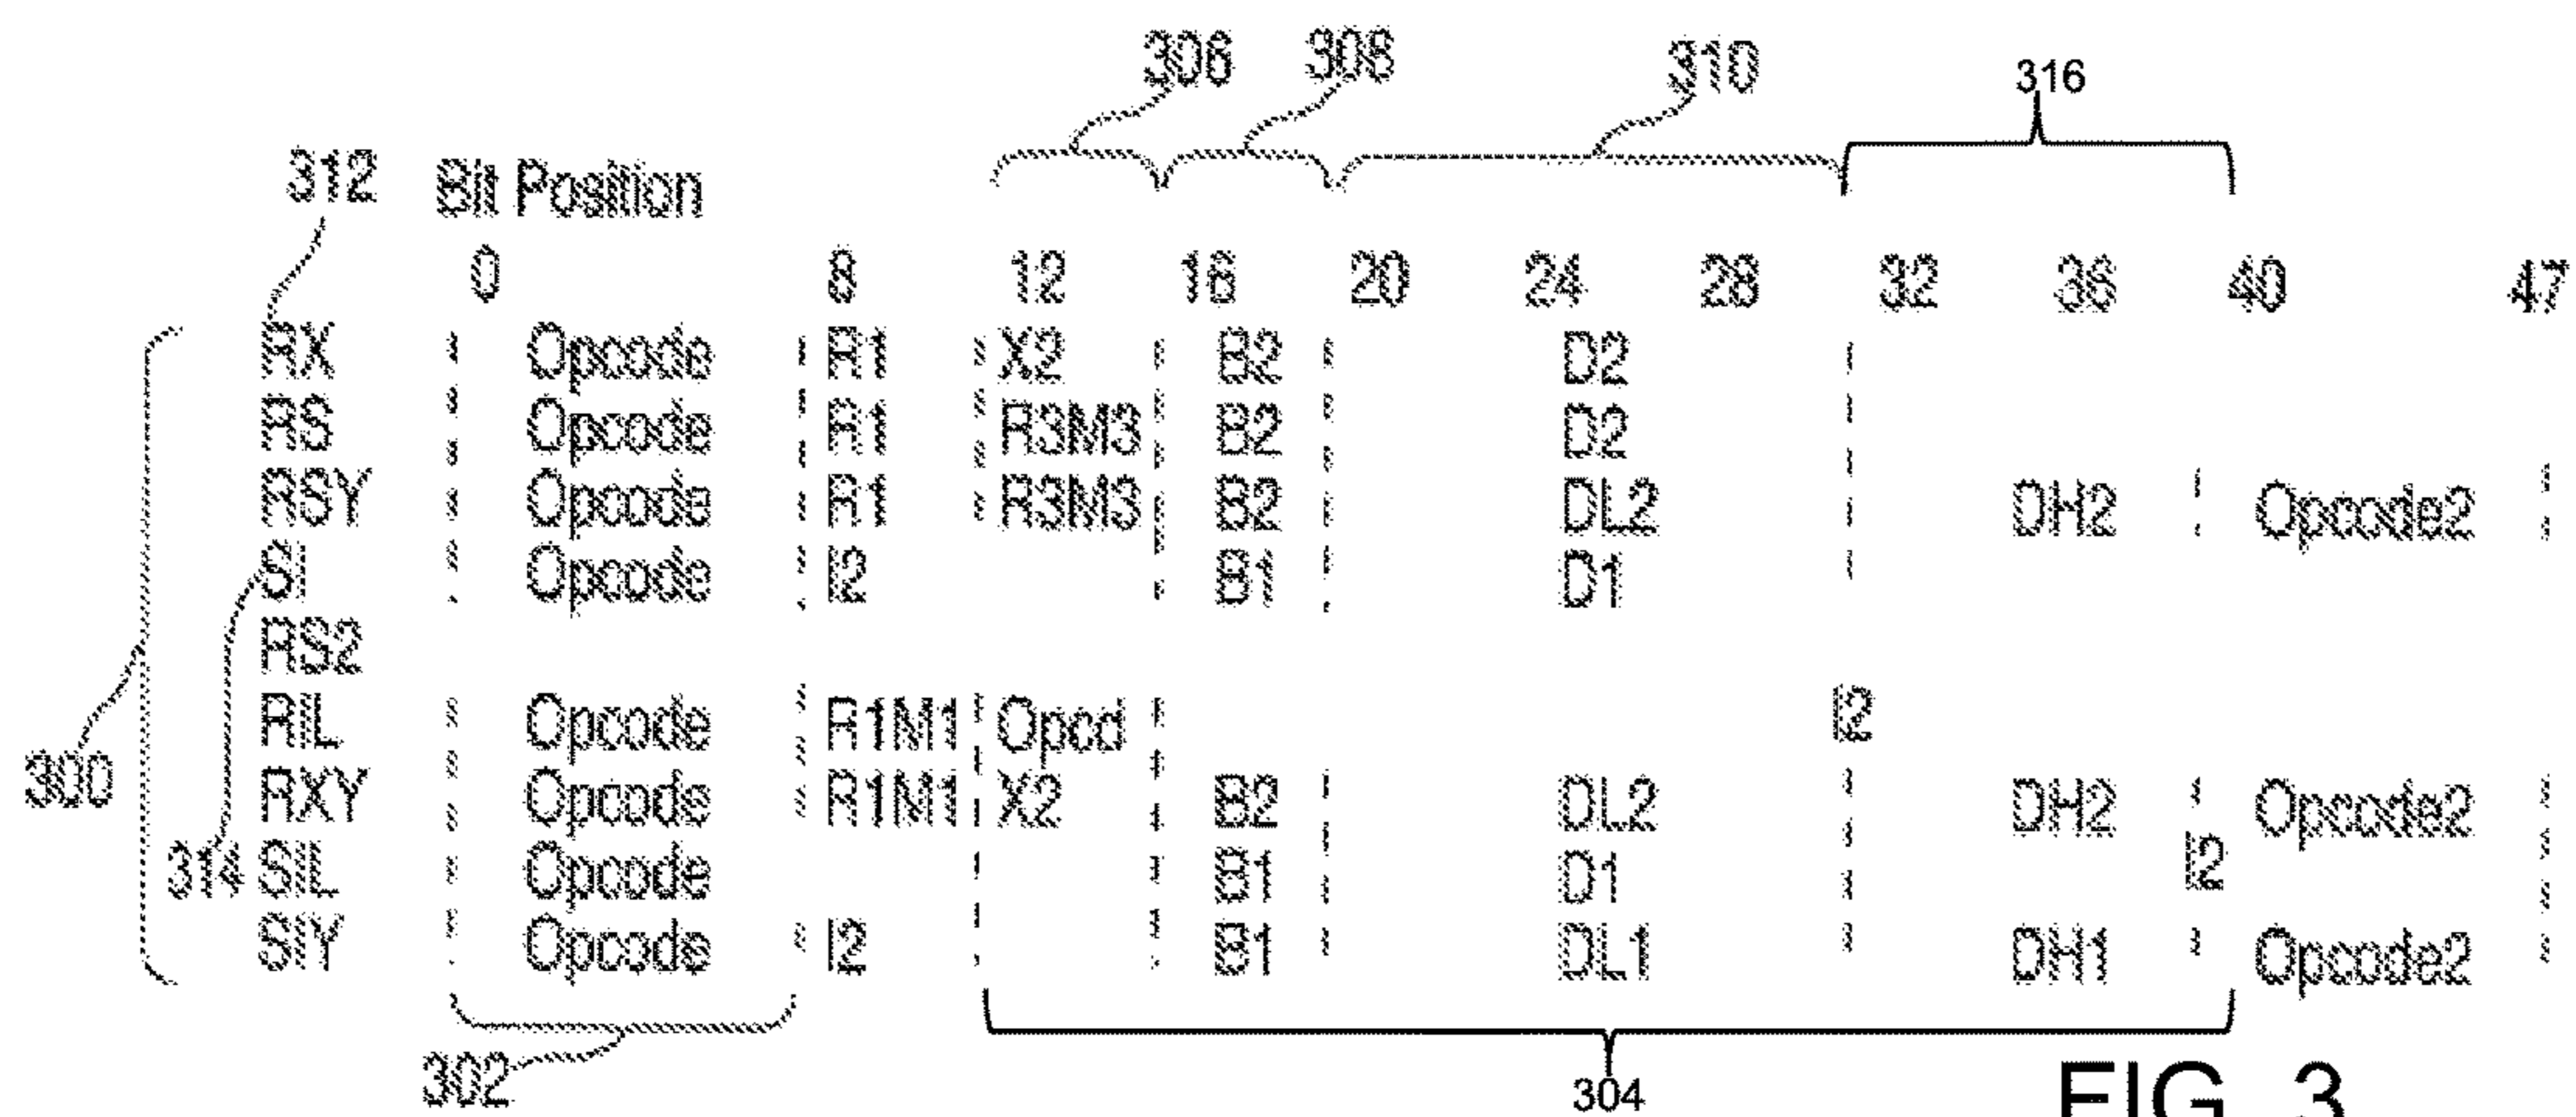 306 308 310 316
312 Bit Position
0 8 12 16 20 24 28 32 36 40 47
RX Opcode R1 X2 B2 D2
RS Opcode R1 R3M3 B2 D2
RSY Opcode R1 R3M3 B2 DL2 DH2 Opcode2
SI Opcode I2 B1 D1
RS2
RIL Opcode R1M1 Opcd I2
300 RXY Opcode R1M1 X2 B2 DL2 DH2 Opcode2
314 SIL Opcode B1 D1 I2
SIY Opcode I2 B1 DL1 DH1 Opcode2
302 304
FIG. 3